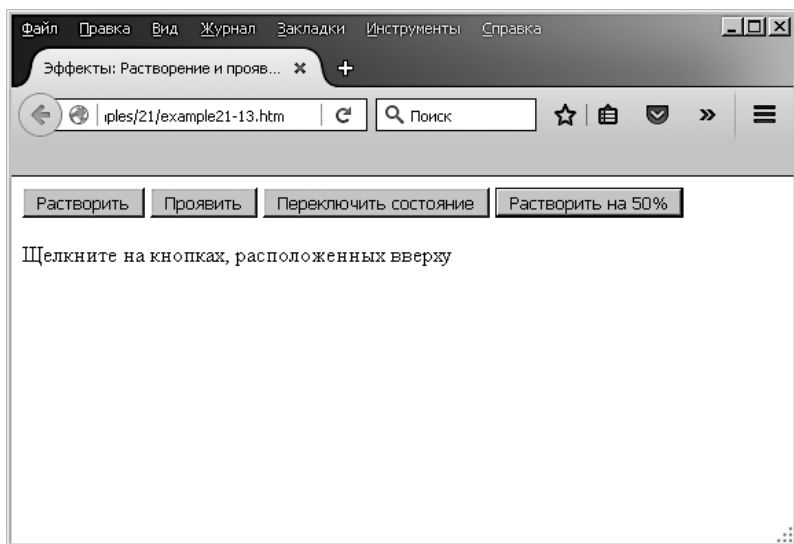 Файл Правка Вид Журнал Закладки Инструменты Справка
Эффекты: Растворение и прояв...
ples/21/example21-13.htm Поиск
Растворить Проявить Переключить состояние Растворить на 50%
Щелкните на кнопках, расположенных вверху